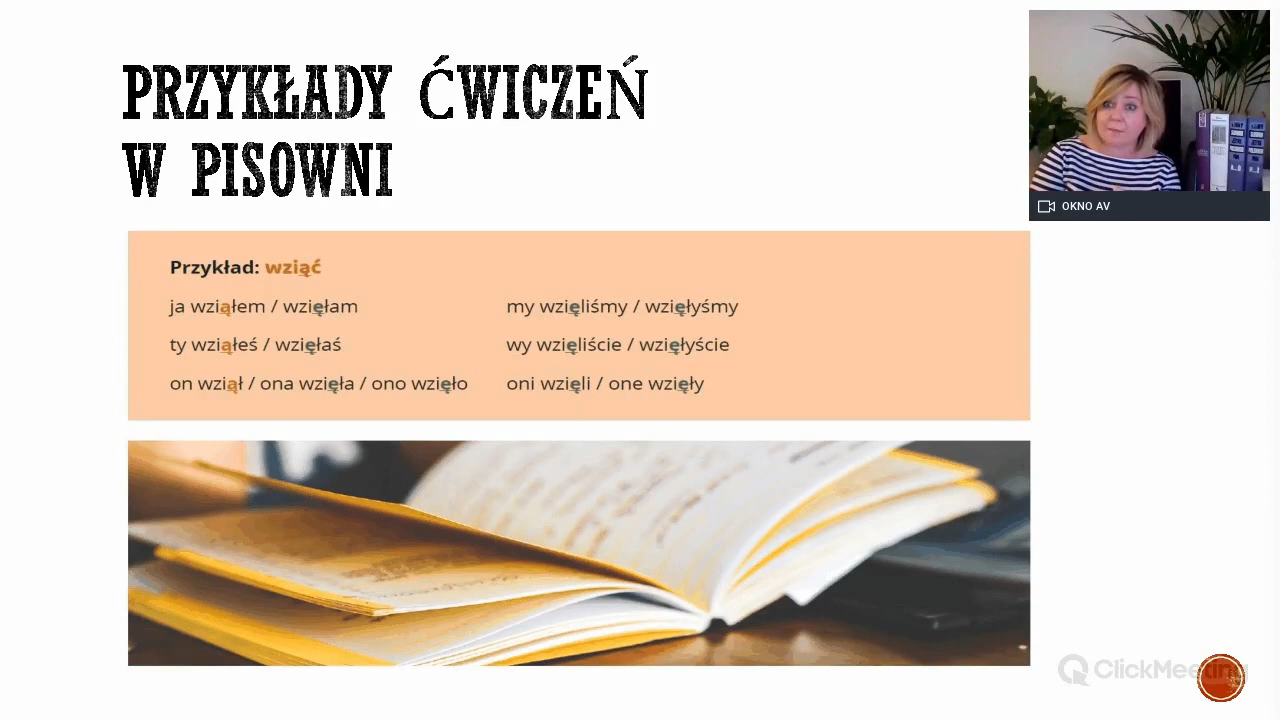 PRZYKŁADY ĆWICZEŃ
W PISOWNI
OKNO AV
Przykład: wziąć
ja wziąłem / wzięłam
my wzięliśmy / wzięłyśmy
ty wziąłeś / wzięłaś
wy wzięliście / wzięłyście
on wziął / ona wzięła / ono wzięło
oni wzięli / one wzięły
ClickMeeting